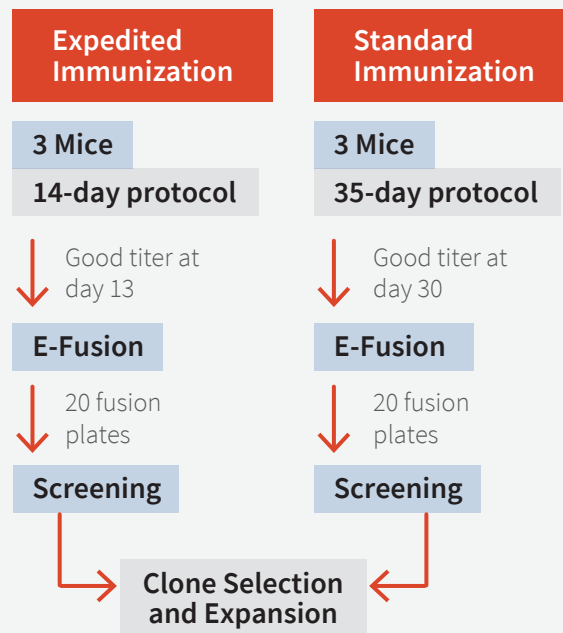 Expedited
Immunization
3 Mice
14-day protocol
Good titer at
day 13
E-Fusion
20 fusion
plates
Screening
Standard
Immunization
3 Mice
35-day protocol
Good titer at
day 30
E-Fusion
20 fusion
plates
Screening
Clone Selection
and Expansion